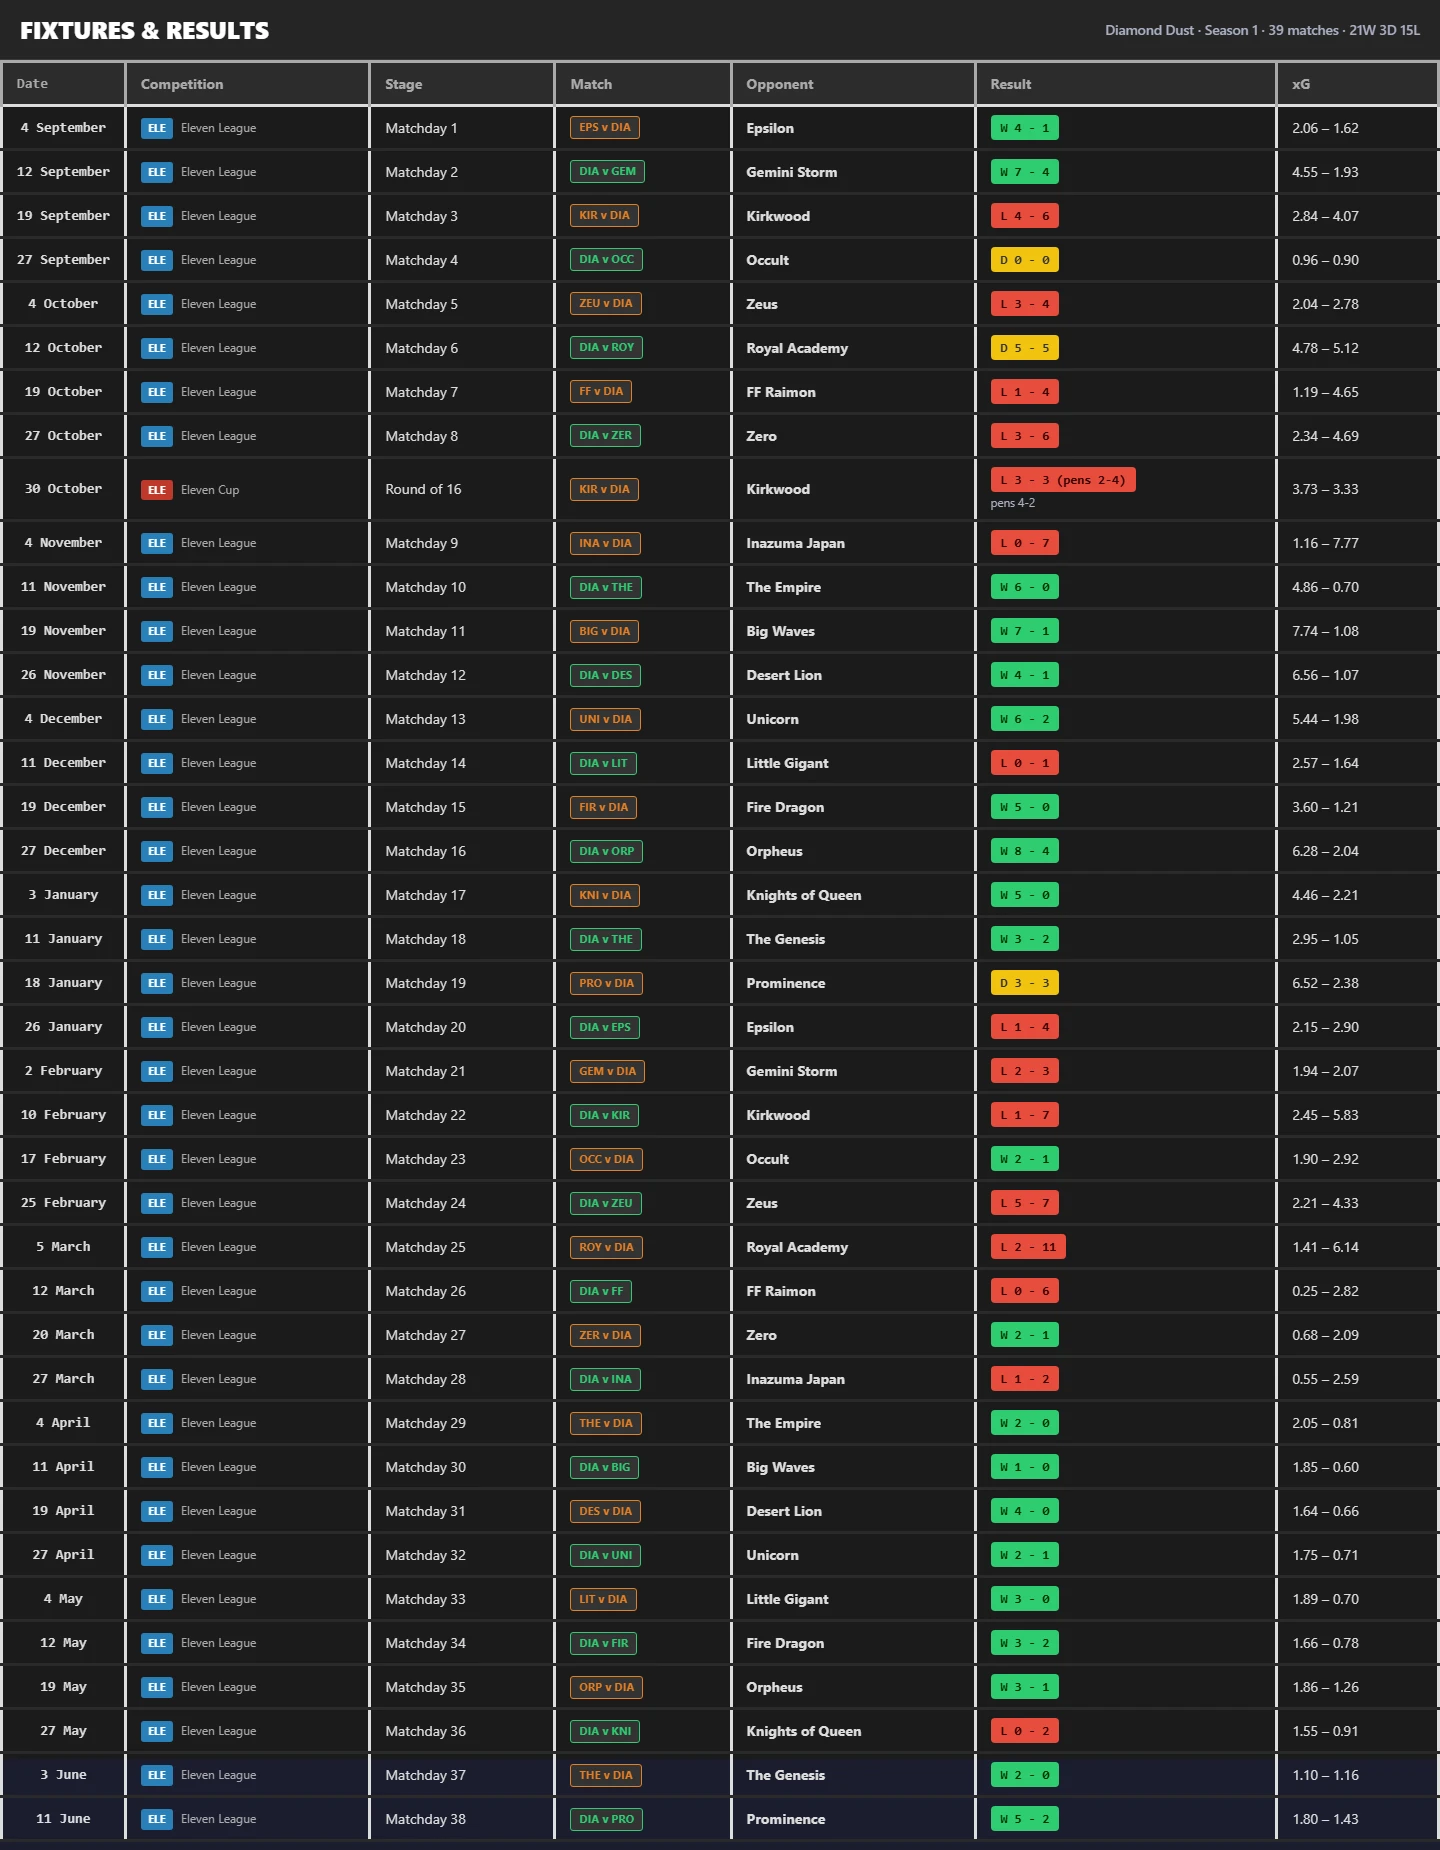 FIXTURES & RESULTS
Diamond Dust · Season 1 · 39 matches · 21W 3D 15L
Date Competition Stage Match Opponent Result xG
4 September ELE Eleven League Matchday 1 EPS v DIA Epsilon W 4 - 1 2.06 – 1.62
12 September ELE Eleven League Matchday 2 DIA v GEM Gemini Storm W 7 - 4 4.55 – 1.93
19 September ELE Eleven League Matchday 3 KIR v DIA Kirkwood L 4 - 6 2.84 – 4.07
27 September ELE Eleven League Matchday 4 DIA v OCC Occult D 0 - 0 0.96 – 0.90
4 October ELE Eleven League Matchday 5 ZEU v DIA Zeus L 3 - 4 2.04 – 2.78
12 October ELE Eleven League Matchday 6 DIA v ROY Royal Academy D 5 - 5 4.78 – 5.12
19 October ELE Eleven League Matchday 7 FF v DIA FF Raimon L 1 - 4 1.19 – 4.65
27 October ELE Eleven League Matchday 8 DIA v ZER Zero L 3 - 6 2.34 – 4.69
30 October ELE Eleven Cup Round of 16 KIR v DIA Kirkwood L 3 - 3 (pens 2-4) 3.73 – 3.33
pens 4-2
4 November ELE Eleven League Matchday 9 INA v DIA Inazuma Japan L 0 - 7 1.16 – 7.77
11 November ELE Eleven League Matchday 10 DIA v THE The Empire W 6 - 0 4.86 – 0.70
19 November ELE Eleven League Matchday 11 BIG v DIA Big Waves W 7 - 1 7.74 – 1.08
26 November ELE Eleven League Matchday 12 DIA v DES Desert Lion W 4 - 1 6.56 – 1.07
4 December ELE Eleven League Matchday 13 UNI v DIA Unicorn W 6 - 2 5.44 – 1.98
11 December ELE Eleven League Matchday 14 DIA v LIT Little Gigant L 0 - 1 2.57 – 1.64
19 December ELE Eleven League Matchday 15 FIR v DIA Fire Dragon W 5 - 0 3.60 – 1.21
27 December ELE Eleven League Matchday 16 DIA v ORP Orpheus W 8 - 4 6.28 – 2.04
3 January ELE Eleven League Matchday 17 KNI v DIA Knights of Queen W 5 - 0 4.46 – 2.21
11 January ELE Eleven League Matchday 18 DIA v THE The Genesis W 3 - 2 2.95 – 1.05
18 January ELE Eleven League Matchday 19 PRO v DIA Prominence D 3 - 3 6.52 – 2.38
26 January ELE Eleven League Matchday 20 DIA v EPS Epsilon L 1 - 4 2.15 – 2.90
2 February ELE Eleven League Matchday 21 GEM v DIA Gemini Storm L 2 - 3 1.94 – 2.07
10 February ELE Eleven League Matchday 22 DIA v KIR Kirkwood L 1 - 7 2.45 – 5.83
17 February ELE Eleven League Matchday 23 OCC v DIA Occult W 2 - 1 1.90 – 2.92
25 February ELE Eleven League Matchday 24 DIA v ZEU Zeus L 5 - 7 2.21 – 4.33
5 March ELE Eleven League Matchday 25 ROY v DIA Royal Academy L 2 - 11 1.41 – 6.14
12 March ELE Eleven League Matchday 26 DIA v FF FF Raimon L 0 - 6 0.25 – 2.82
20 March ELE Eleven League Matchday 27 ZER v DIA Zero W 2 - 1 0.68 – 2.09
27 March ELE Eleven League Matchday 28 DIA v INA Inazuma Japan L 1 - 2 0.55 – 2.59
4 April ELE Eleven League Matchday 29 THE v DIA The Empire W 2 - 0 2.05 – 0.81
11 April ELE Eleven League Matchday 30 DIA v BIG Big Waves W 1 - 0 1.85 – 0.60
19 April ELE Eleven League Matchday 31 DES v DIA Desert Lion W 4 - 0 1.64 – 0.66
27 April ELE Eleven League Matchday 32 DIA v UNI Unicorn W 2 - 1 1.75 – 0.71
4 May ELE Eleven League Matchday 33 LIT v DIA Little Gigant W 3 - 0 1.89 – 0.70
12 May ELE Eleven League Matchday 34 DIA v FIR Fire Dragon W 3 - 2 1.66 – 0.78
19 May ELE Eleven League Matchday 35 ORP v DIA Orpheus W 3 - 1 1.86 – 1.26
27 May ELE Eleven League Matchday 36 DIA v KNI Knights of Queen L 0 - 2 1.55 – 0.91
3 June ELE Eleven League Matchday 37 THE v DIA The Genesis W 2 - 0 1.10 – 1.16
11 June ELE Eleven League Matchday 38 DIA v PRO Prominence W 5 - 2 1.80 – 1.43